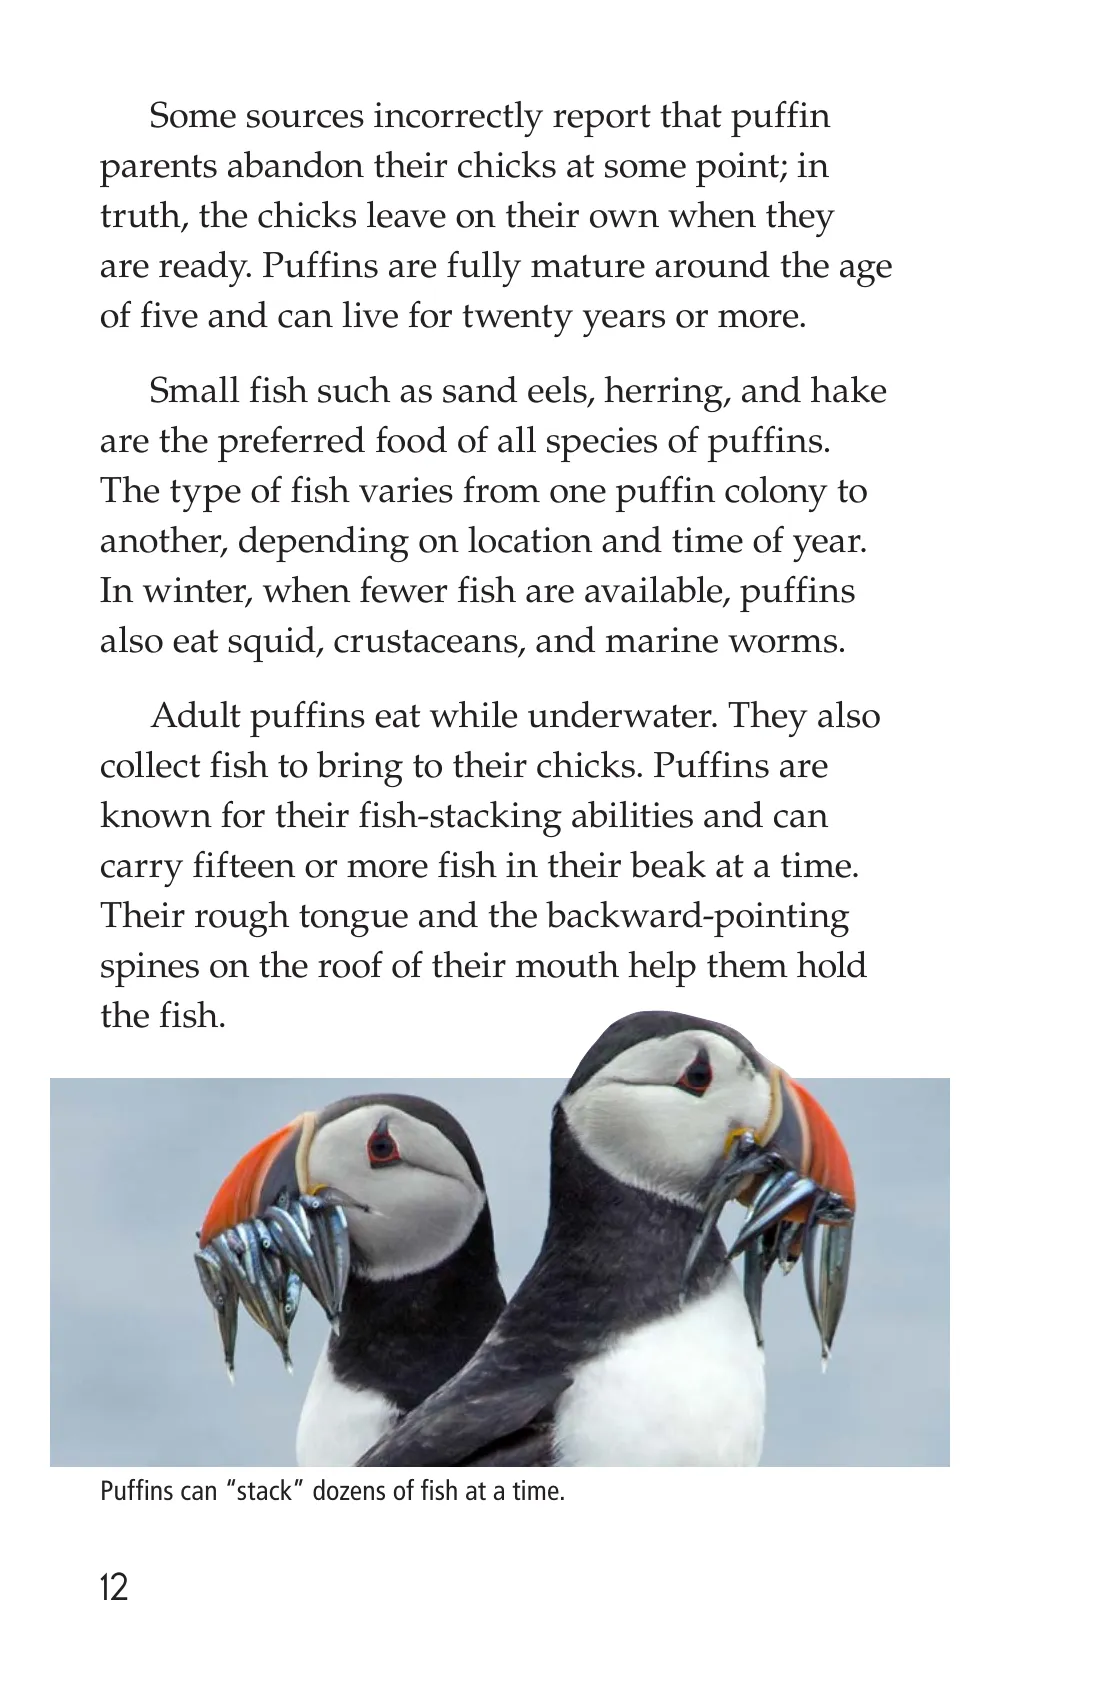 Some sources incorrectly report that puffin
parents abandon their chicks at some point; in
truth, the chicks leave on their own when they
are ready. Puffins are fully mature around the age
of five and can live for twenty years or more.
Small fish such as sand eels, herring, and hake
are the preferred food of all species of puffins.
The type of fish varies from one puffin colony to
another, depending on location and time of year.
In winter, when fewer fish are available, puffins
also eat squid, crustaceans, and marine worms.
Adult puffins eat while underwater. They also
collect fish to bring to their chicks. Puffins are
known for their fish-stacking abilities and can
carry fifteen or more fish in their beak at a time.
Their rough tongue and the backward-pointing
spines on the roof of their mouth help them hold
the fish.
Puffins can “stack” dozens of fish at a time.
12